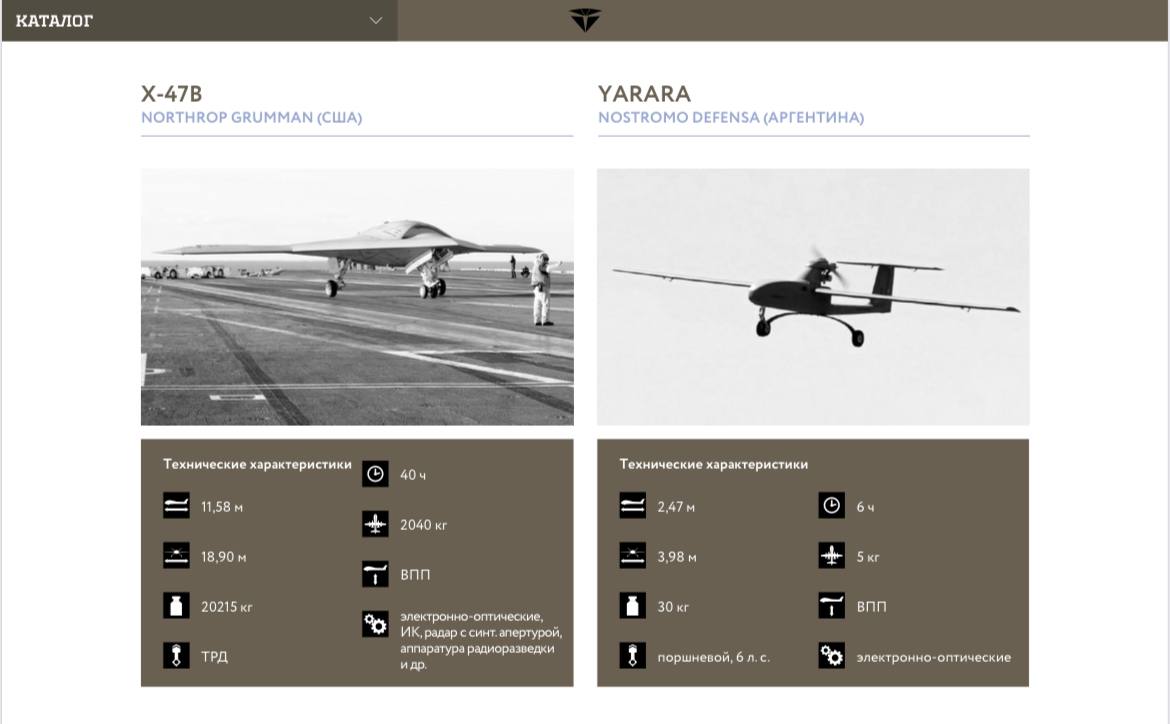 КАТАЛОГ
X-47B
NORTHROP GRUMMAN (США)
YARARA
NOSTROMO DEFENSA (АРГЕНТИНА)
Технические характеристики
11,58 м
18,90 м
20215 кг
ТРД
40 ч
2040 кг
ВПП
электронно-оптические,
ИК, радар с синт. апертурой,
аппаратура радиоразведки
и др.
Технические характеристики
2,47 м
3,98 м
30 кг
поршневой, 6 л. с.
6 ч
5 кг
ВПП
электронно-оптические